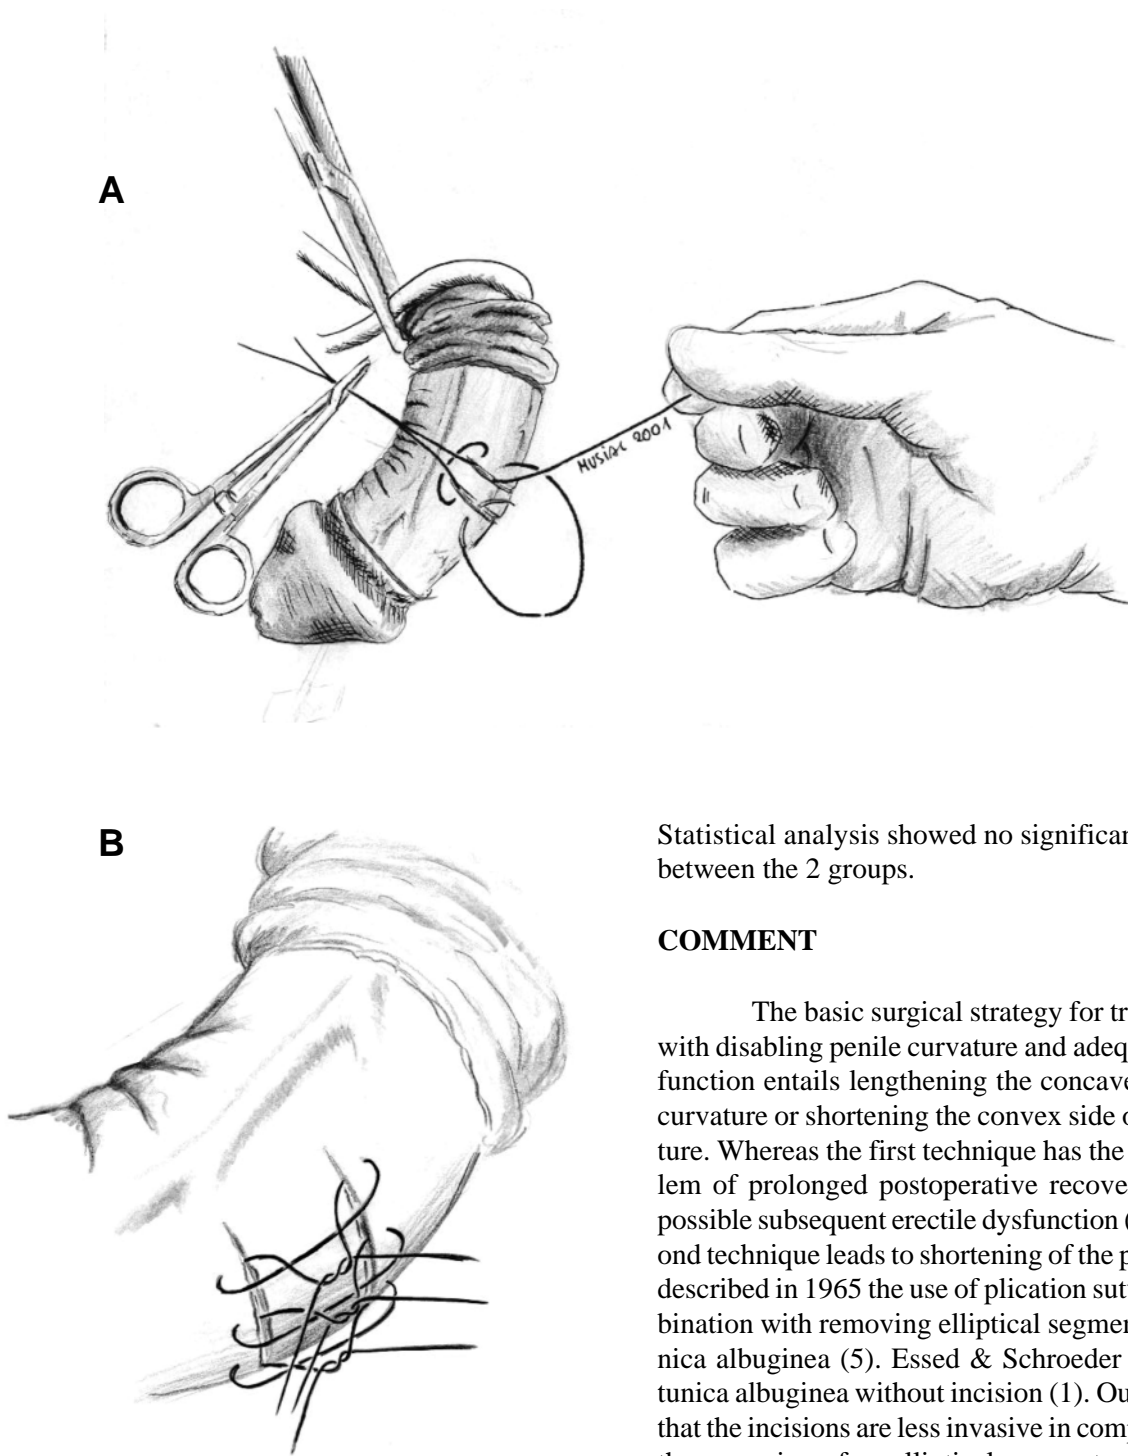 A
MUSIAL 2001
B
Statistical analysis showed no significan
between the 2 groups.
COMMENT
The basic surgical strategy for tr
with disabling penile curvature and adeq
function entails lengthening the concave
curvature or shortening the convex side o
ture. Whereas the first technique has the
lem of prolonged postoperative recove
possible subsequent erectile dysfunction (
ond technique leads to shortening of the p
described in 1965 the use of plication sut
bination with removing elliptical segmen
nica albuginea (5). Essed & Schroeder
tunica albuginea without incision (1). Ou
that the incisions are less invasive in com